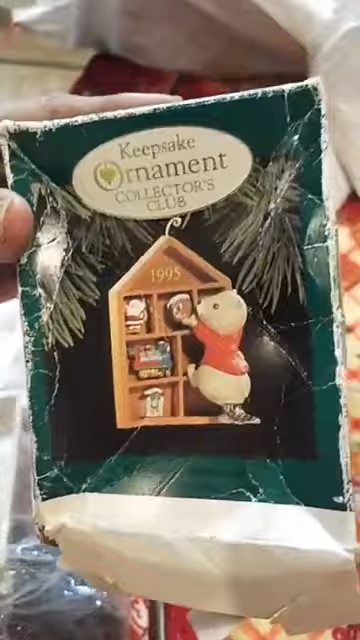 Keepsake
Ornament
COLLECTOR'S
CLUB
1995